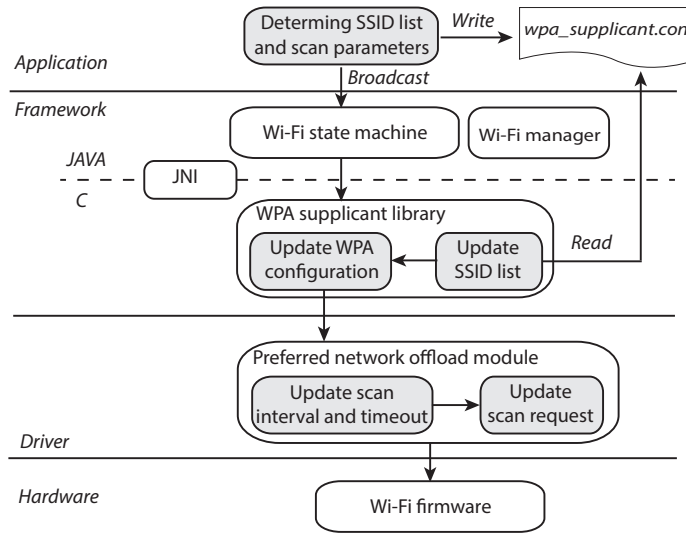 Determing SSID list
and scan parameters
Write
wpa_supplicant.con
Application
Broadcast
Framework
Wi-Fi state machine
Wi-Fi manager
JAVA
JNI
C
WPA supplicant library
Update WPA
configuration
Update
SSID list
Read
Preferred network offload module
Update scan
interval and timeout
Update
scan request
Driver
Hardware
Wi-Fi firmware